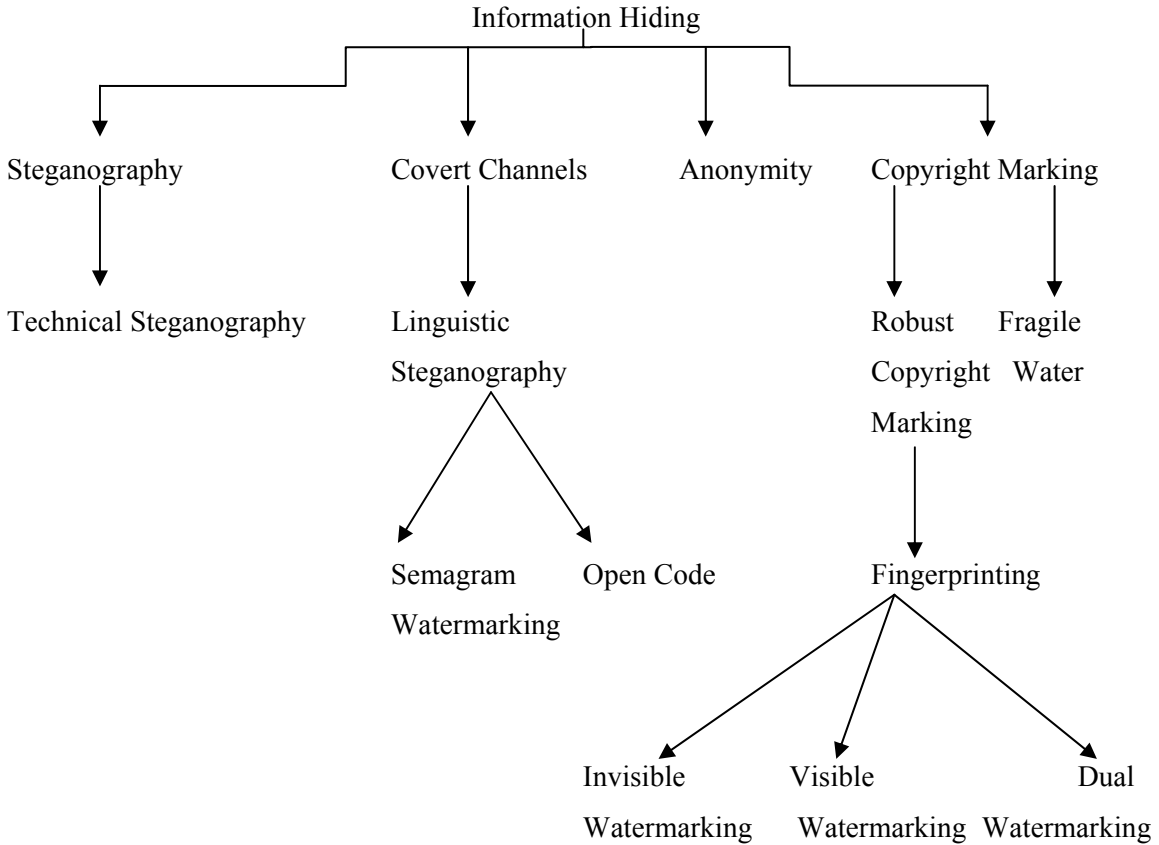 Information Hiding
Steganography Covert Channels Anonymity Copyright Marking
Technical Steganography Linguistic Robust Fragile
Steganography Copyright Water
Marking
Semagram Open Code Fingerprinting
Watermarking
Invisible Visible Dual
Watermarking Watermarking Watermarking